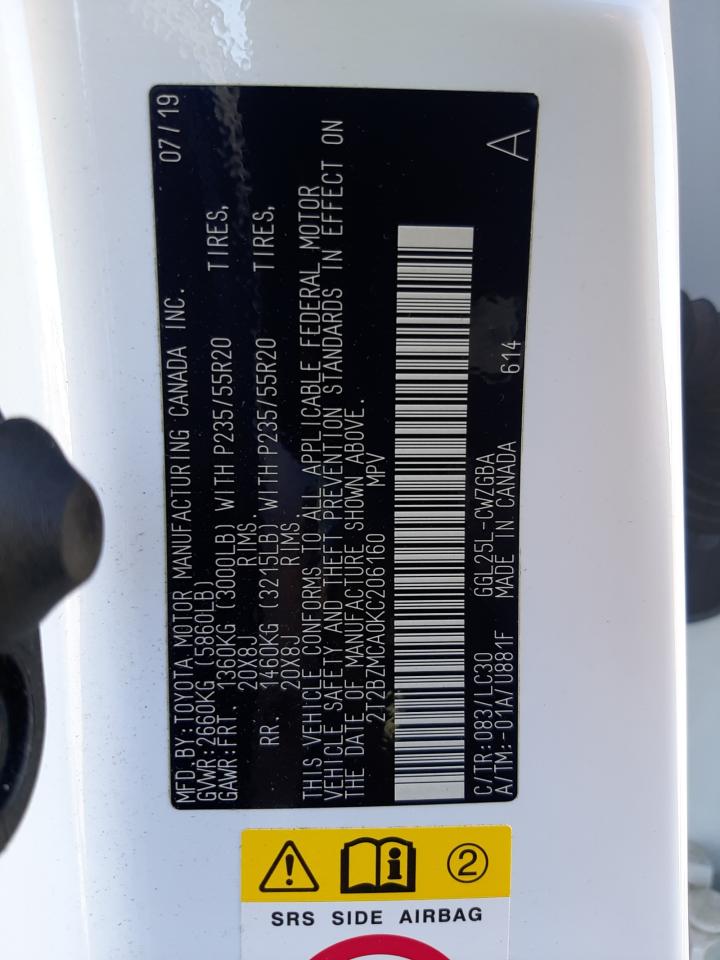 MFD.BY:TOYOTA MOTOR MANUFACTURING CANADA INC. 07/19
GVWR:2660KG (5860LB)
GAWR:FRT. 1360KG (3000LB) WITH P235/55R20 TIRES,
20X8J RIMS.
RR. 1460KG (3215LB) WITH P235/55R20 TIRES,
20X8J RIMS.
THIS VEHICLE CONFORMS TO ALL APPLICABLE FEDERAL MOTOR
VEHICLE SAFETY AND THEFT PREVENTION STANDARDS IN EFFECT ON
THE DATE OF MANUFACTURE SHOWN ABOVE.
2T2BZMCA0KC206160 MPV
C/TR:083/LC30 GGL25L-CWZGBA
A/TM:-01A/U881F MADE IN CANADA 614 A
2
SRS SIDE AIRBAG